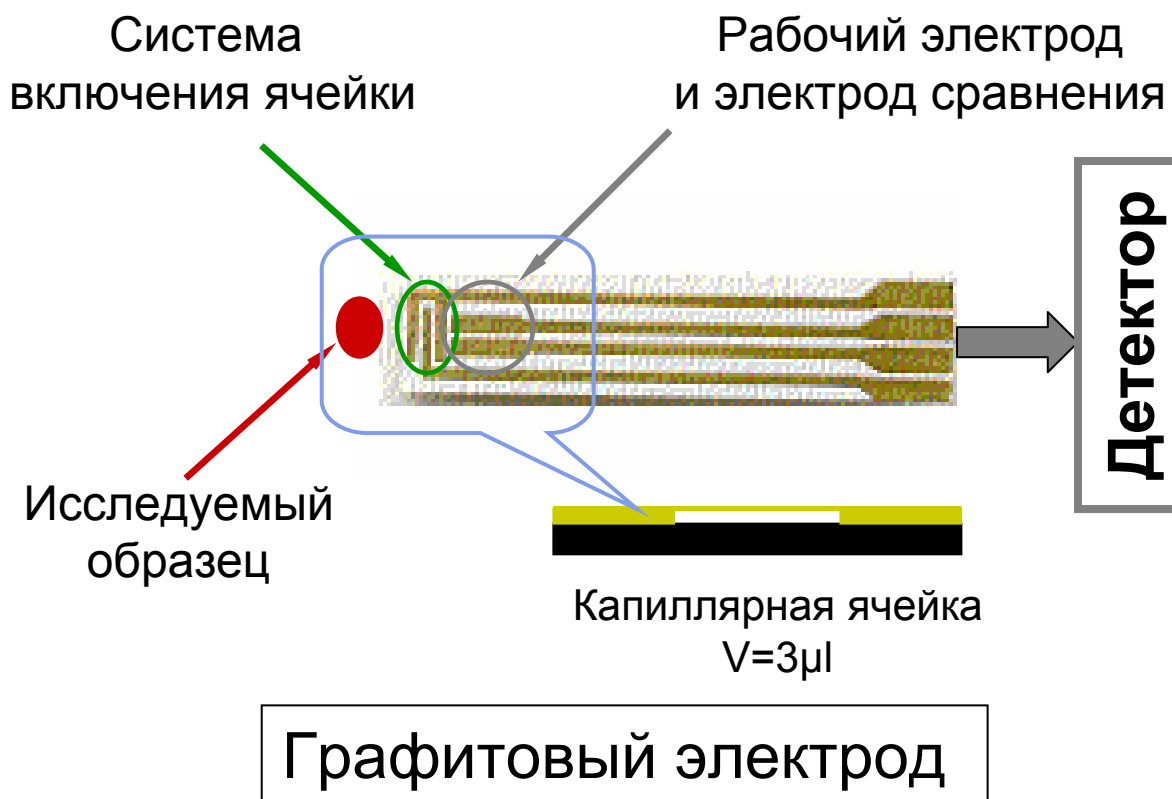 Система
включения ячейки
Рабочий электрод
и электрод сравнения
Детектор
Исследуемый
образец
Капиллярная ячейка
V=3µl
Графитовый электрод